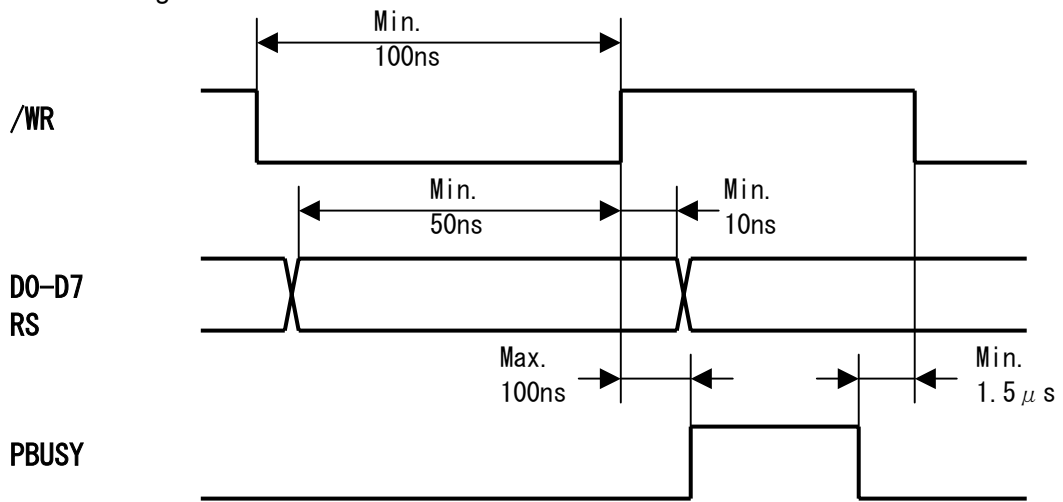 g
Min.
100ns
/WR
Min.
50ns
Min.
10ns
D0-D7
RS
Max.
100ns
Min.
1.5μs
PBUSY